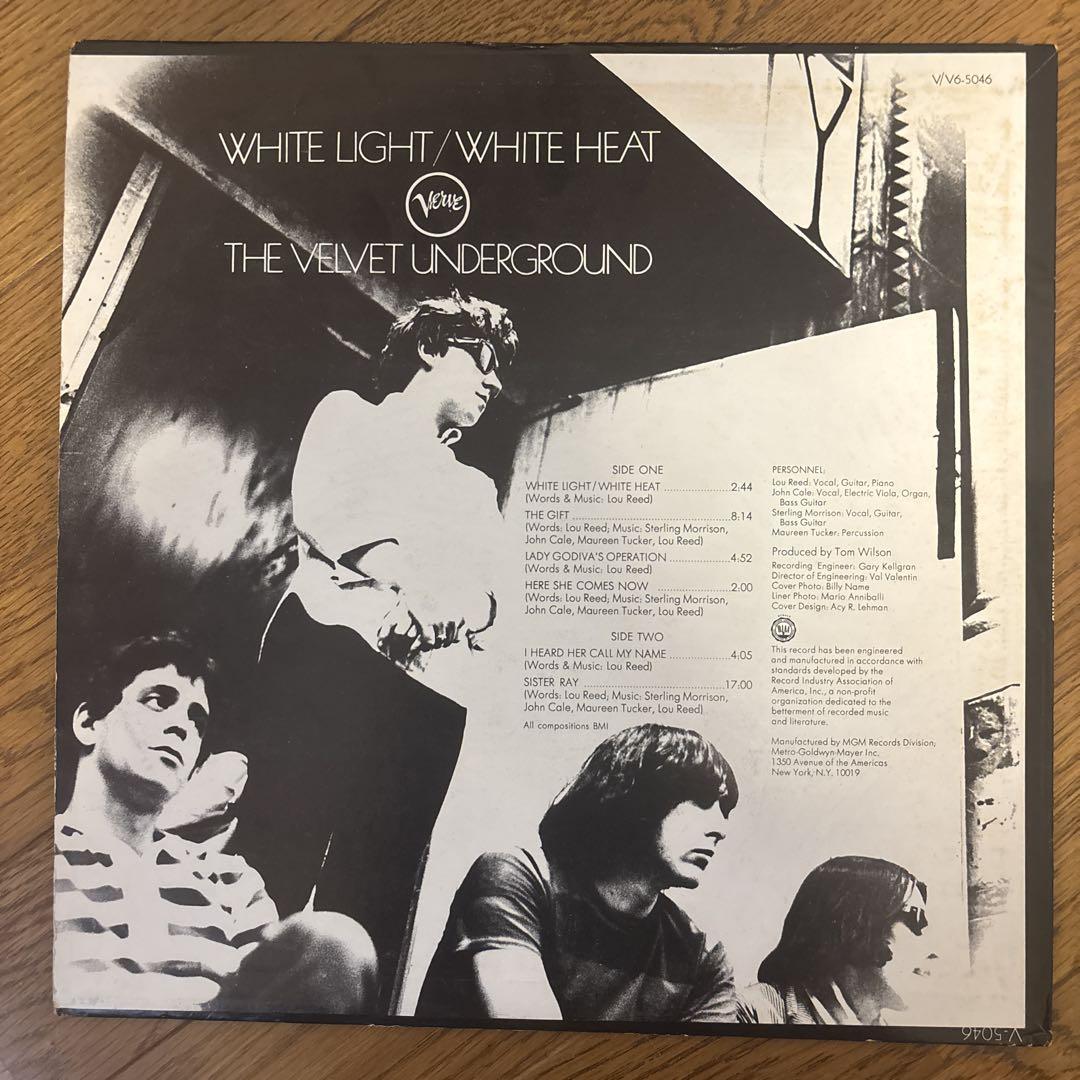 V/V6-5046
WHITE LIGHT/WHITE HEAT
Verve
THE VELVET UNDERGROUND
SIDE ONE
WHITE LIGHT/WHITE HEAT ......................2:44
(Words & Music: Lou Reed)
THE GIFT ....................................................8:14
(Words: Lou Reed; Music: Sterling Morrison,
John Cale, Maureen Tucker, Lou Reed)
LADY GODIVA'S OPERATION ....................4:52
(Words & Music: Lou Reed)
HERE SHE COMES NOW ........................2:00
(Words: Lou Reed; Music: Sterling Morrison,
John Cale, Maureen Tucker, Lou Reed)
SIDE TWO
I HEARD HER CALL MY NAME ....................4:05
(Words & Music: Lou Reed)
SISTER RAY ..............................................17:00
(Words: Lou Reed; Music: Sterling Morrison,
John Cale, Maureen Tucker, Lou Reed)
All compositions BMI
PERSONNEL:
Lou Reed: Vocal, Guitar, Piano
John Cale: Vocal, Electric Viola, Organ,
Bass Guitar
Sterling Morrison: Vocal, Guitar,
Bass Guitar
Maureen Tucker: Percussion
Produced by Tom Wilson
Recording Engineer: Gary Kellgran
Director of Engineering: Val Valentin
Cover Photo: Billy Name
Liner Photo: Mario Anniballi
Cover Design: Acy R. Lehman
This record has been engineered
and manufactured in accordance with
standards developed by the
Record Industry Association of
America, Inc., a non-profit
organization dedicated to the
betterment of recorded music
and literature.
Manufactured by MGM Records Division;
Metro-Goldwyn-Mayer Inc.
1350 Avenue of the Americas
New York, N.Y. 10019
V-5046